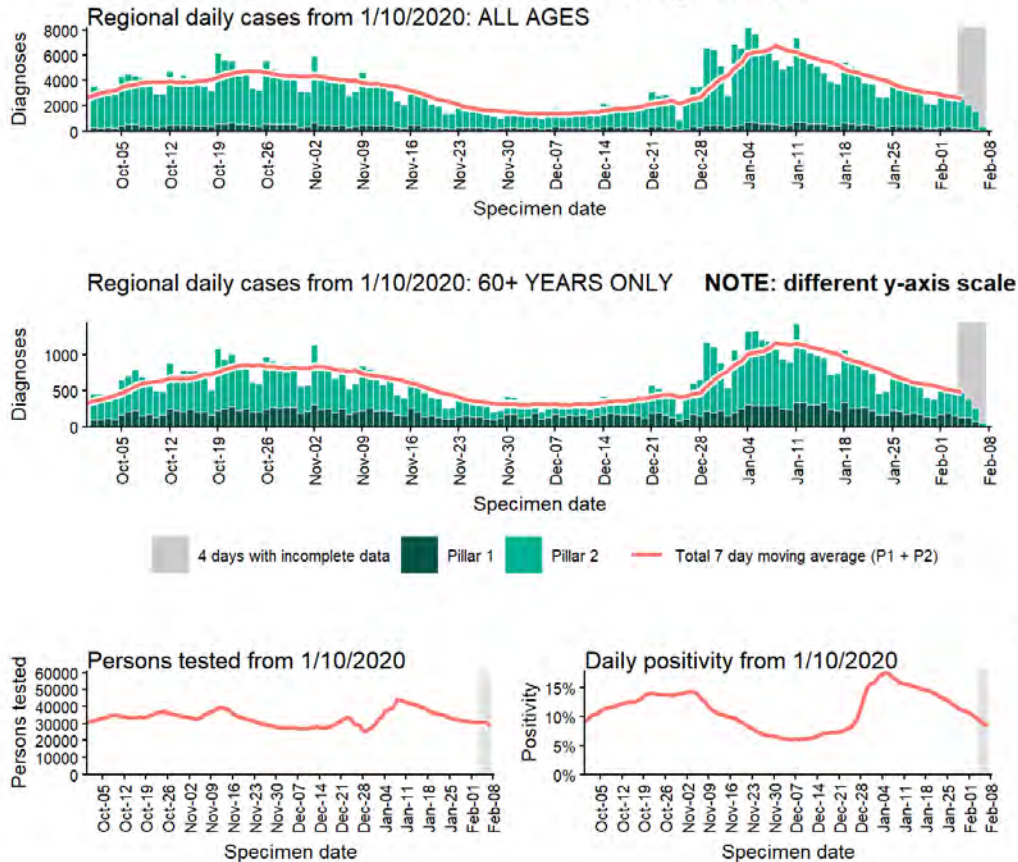 Regional daily cases from 1/10/2020: ALL AGES
Diagnoses
8000
6000
4000
2000
0
Oct-05 Oct-12 Oct-19 Oct-26 Nov-02 Nov-09 Nov-16 Nov-23 Nov-30 Dec-07 Dec-14 Dec-21 Dec-28 Jan-04 Jan-11 Jan-18 Jan-25 Feb-01 Feb-08
Specimen date
Regional daily cases from 1/10/2020: 60+ YEARS ONLY NOTE: different y-axis scale
Diagnoses
1000
500
0
Oct-05 Oct-12 Oct-19 Oct-26 Nov-02 Nov-09 Nov-16 Nov-23 Nov-30 Dec-07 Dec-14 Dec-21 Dec-28 Jan-04 Jan-11 Jan-18 Jan-25 Feb-01 Feb-08
Specimen date
4 days with incomplete data Pillar 1 Pillar 2 Total 7 day moving average (P1 + P2)
Persons tested from 1/10/2020
Persons tested
60000
50000
40000
30000
20000
10000
0
Oct-05 Oct-12 Oct-19 Oct-26 Nov-02 Nov-09 Nov-16 Nov-23 Nov-30 Dec-07 Dec-14 Dec-21 Dec-28 Jan-04 Jan-11 Jan-18 Jan-25 Feb-01 Feb-08
Specimen date
Daily positivity from 1/10/2020
Positivity
15%
10%
5%
0%
Oct-05 Oct-12 Oct-19 Oct-26 Nov-02 Nov-09 Nov-16 Nov-23 Nov-30 Dec-07 Dec-14 Dec-21 Dec-28 Jan-04 Jan-11 Jan-18 Jan-25 Feb-01 Feb-08
Specimen date